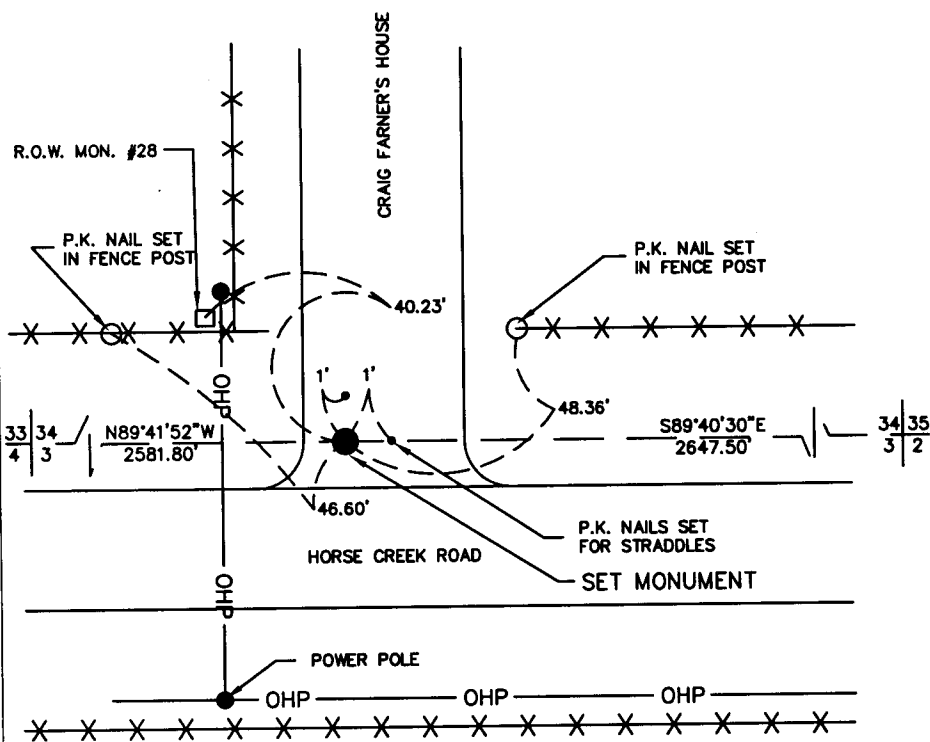 CRAIG FARNER'S HOUSE
R.O.W. MON. #28
P.K. NAIL SET
IN FENCE POST
P.K. NAIL SET
IN FENCE POST
40.23'
1' 1'
OHP
48.36'
33 34
4 3
N89°41'52"W
2581.80'
S89°40'30"E
2647.50'
34 35
3 2
46.60'
P.K. NAILS SET
FOR STRADDLES
HORSE CREEK ROAD
SET MONUMENT
OHP
POWER POLE
OHP OHP OHP